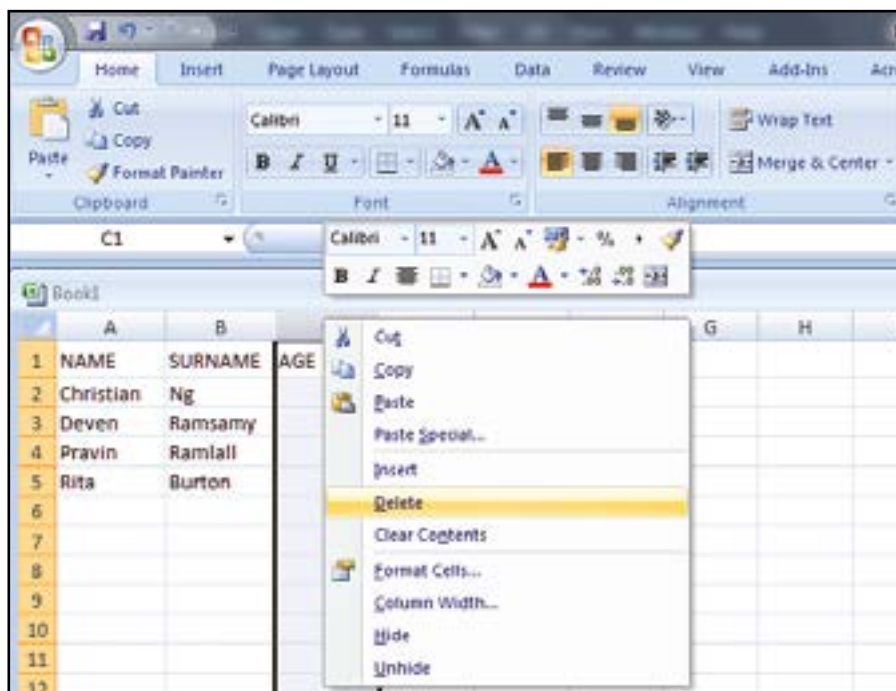 Home Insert Page Layout Formulas Data Review View Add-Ins Acr
Cut
Copy
Format Painter
Paste
Clipboard
Calibri 11 A A
B I U A
Font
Wrap Text
Merge & Center
Alignment
C1
Calibri 11 A A %
B I A
Book1
A B G H
1 NAME SURNAME AGE
2 Christian Ng
3 Deven Ramsamy
4 Pravin Ramlall
5 Rita Burton
6
7
8
9
10
11
12
Cut
Copy
Paste
Paste Special...
Insert
Delete
Clear Contents
Format Cells...
Column Width...
Hide
Unhide